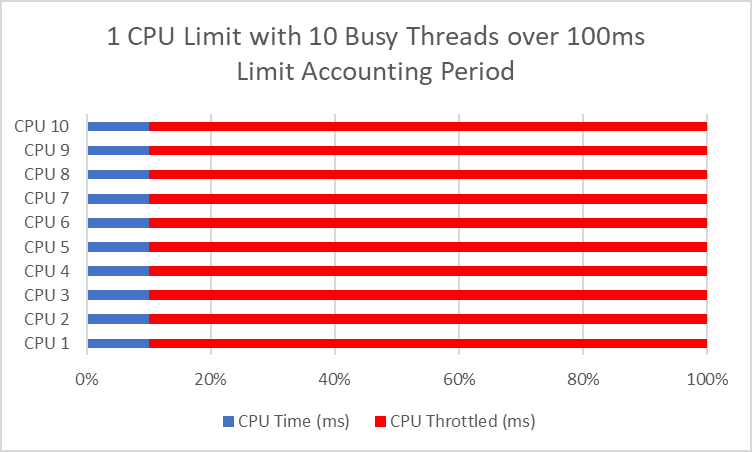 1 CPU Limit with 10 Busy Threads over 100ms
Limit Accounting Period
CPU 10
CPU 9
CPU 8
CPU 7
CPU 6
CPU 5
CPU 4
CPU 3
CPU 2
CPU 1
0% 20% 40% 60% 80% 100%
CPU Time (ms) CPU Throttled (ms)